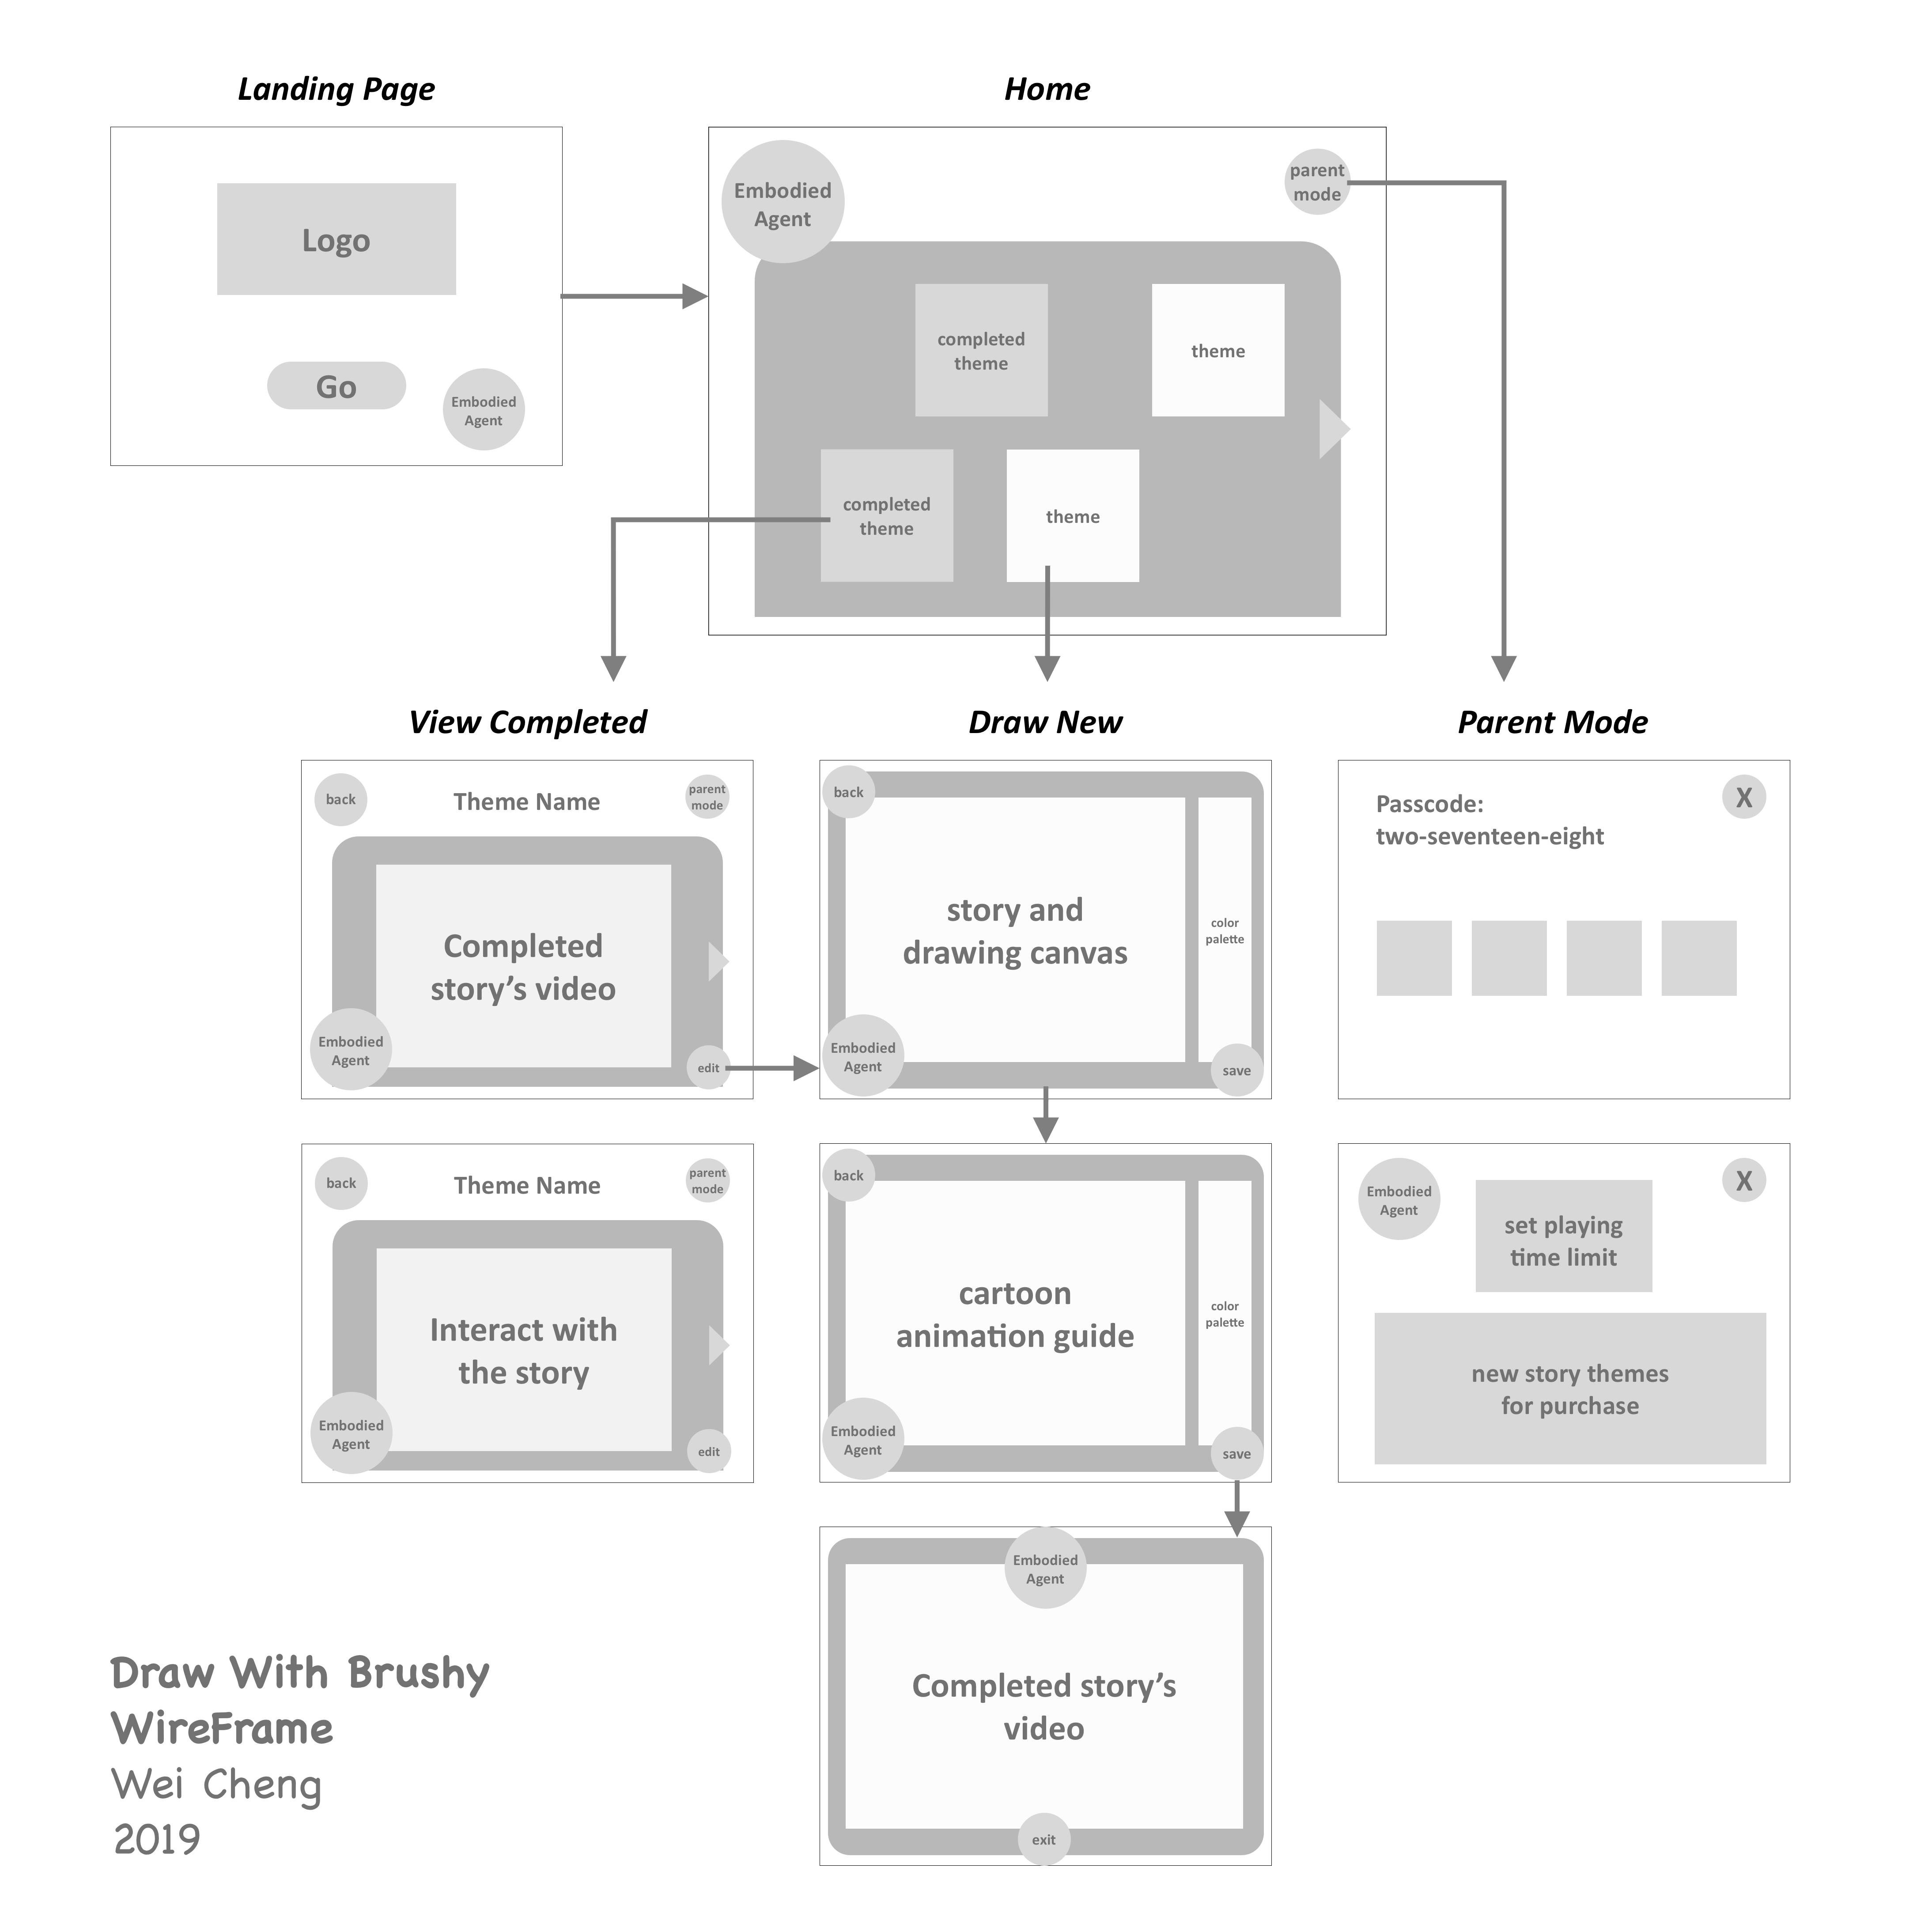 Landing Page
Logo
Go
Embodied
Agent
Home
Embodied
Agent
parent
mode
completed
theme
theme
completed
theme
theme
View Completed
back
Theme Name
parent
mode
Completed
story’s video
Embodied
Agent
edit
back
Theme Name
parent
mode
Interact with
the story
Embodied
Agent
edit
Draw New
back
story and
drawing canvas
color
palette
Embodied
Agent
save
back
cartoon
animation guide
color
palette
Embodied
Agent
save
Embodied
Agent
Completed story’s
video
exit
Parent Mode
Passcode:
two-seventeen-eight
X
Embodied
Agent
set playing
time limit
X
new story themes
for purchase
Draw With Brushy
WireFrame
Wei Cheng
2019